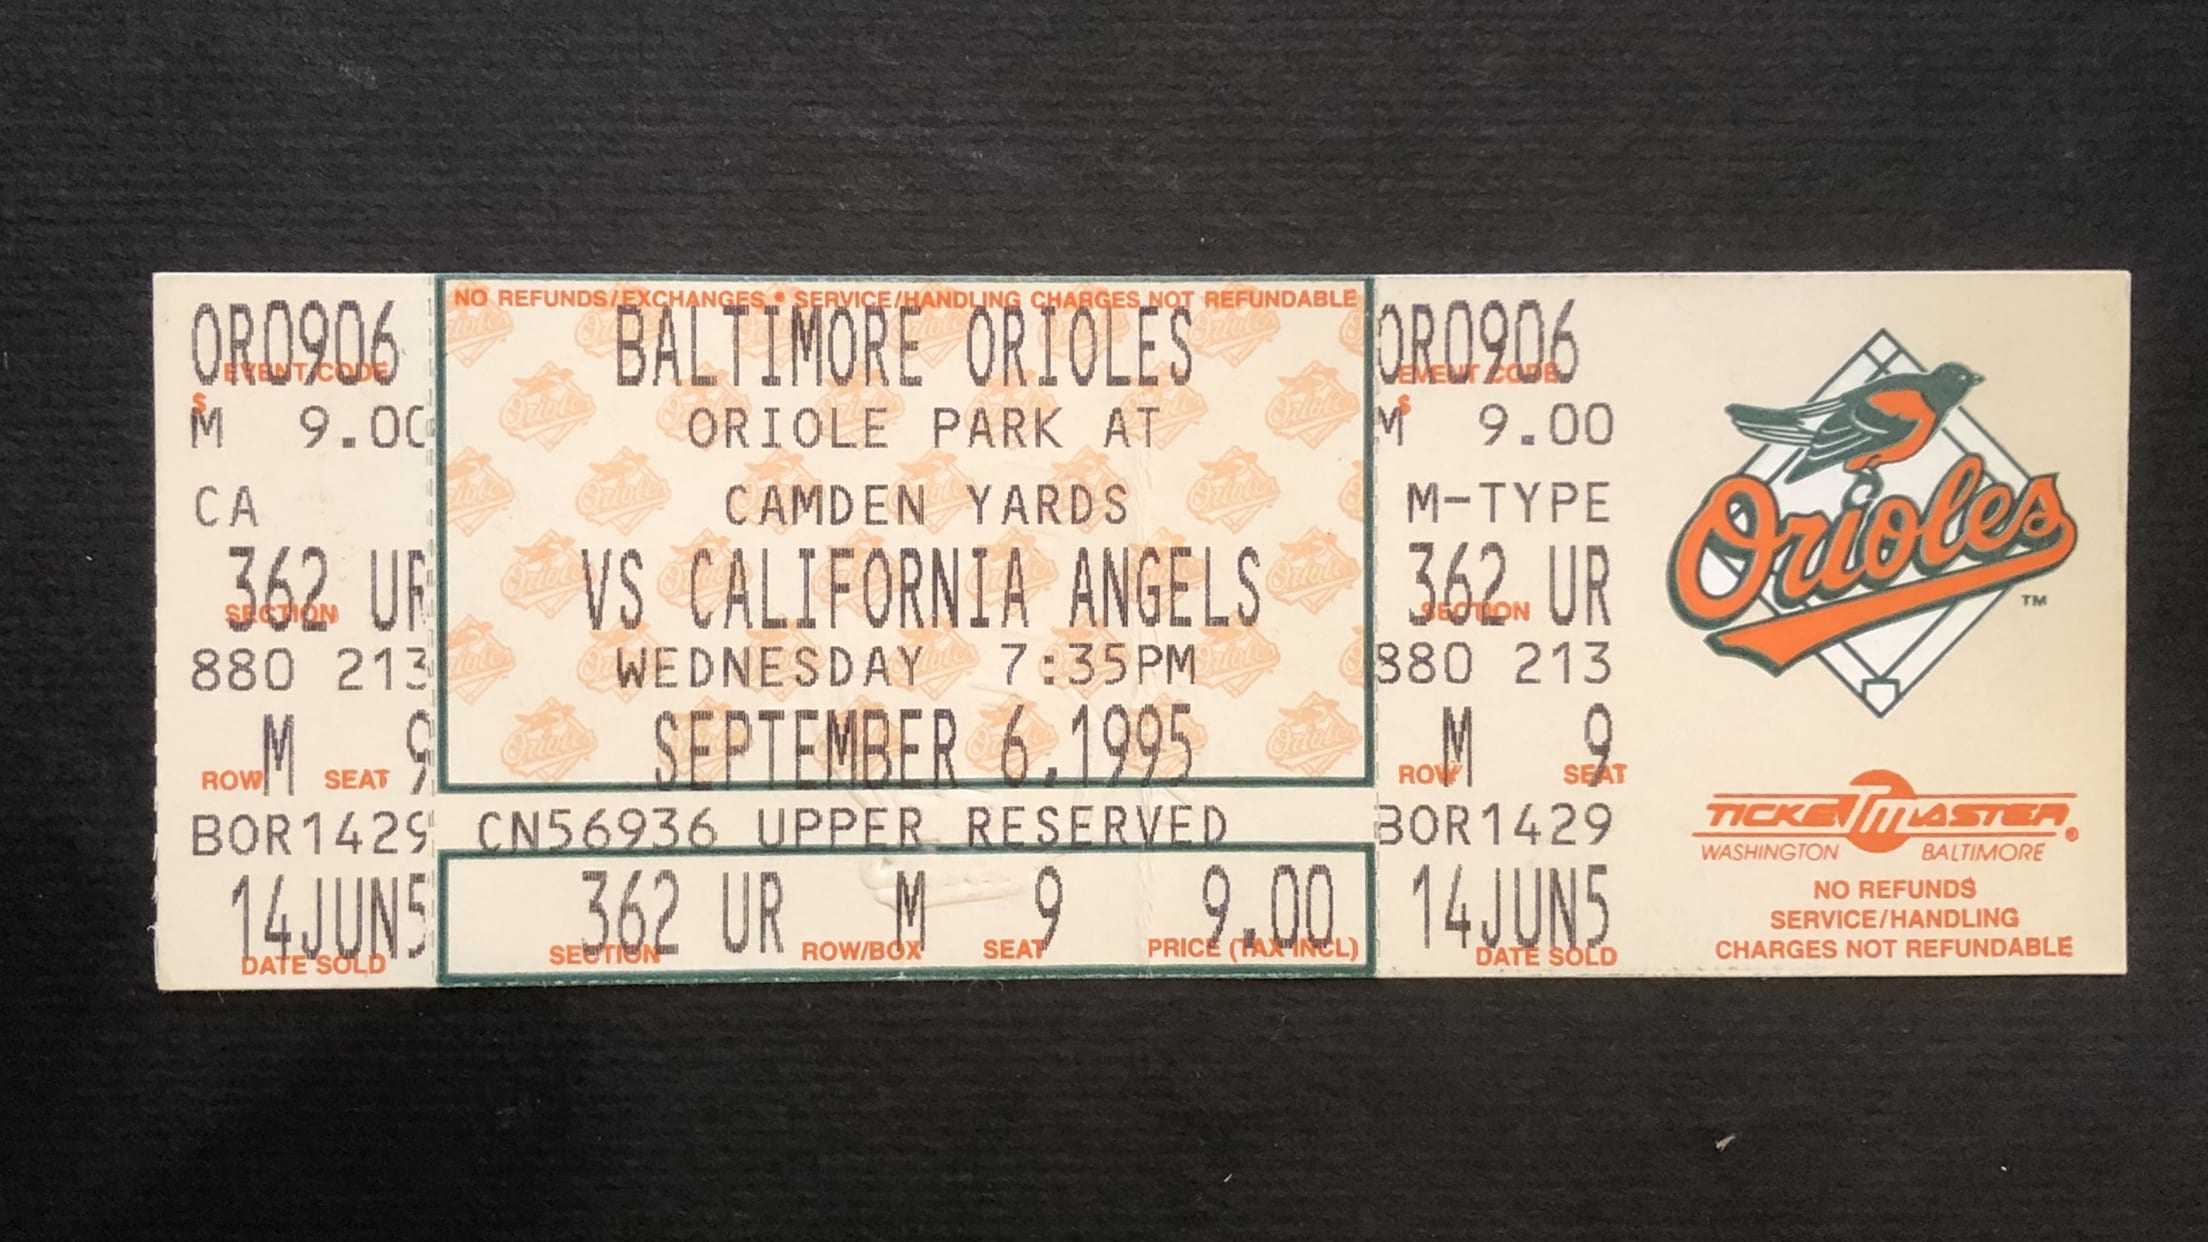 OR0906
EVENT CODE
$
M 9.00
CA
362 UR
SECTION
880 213
M 9
ROW SEAT
BOR1429
14JUN5
DATE SOLD
NO REFUNDS/EXCHANGES • SERVICE/HANDLING CHARGES NOT REFUNDABLE
BALTIMORE ORIOLES
ORIOLE PARK AT
CAMDEN YARDS
VS CALIFORNIA ANGELS
WEDNESDAY 7:35PM
SEPTEMBER 6,1995
CN56936 UPPER RESERVED
362 UR M 9 9.00
SECTION ROW/BOX SEAT PRICE (TAX INCL)
OR0906
EVENT CODE
$
M 9.00
M-TYPE
362 UR
SECTION
880 213
M 9
ROW SEAT
BOR1429
14JUN5
DATE SOLD
Orioles
TM
TICKETMASTER®
WASHINGTON BALTIMORE
NO REFUNDS
SERVICE/HANDLING
CHARGES NOT REFUNDABLE